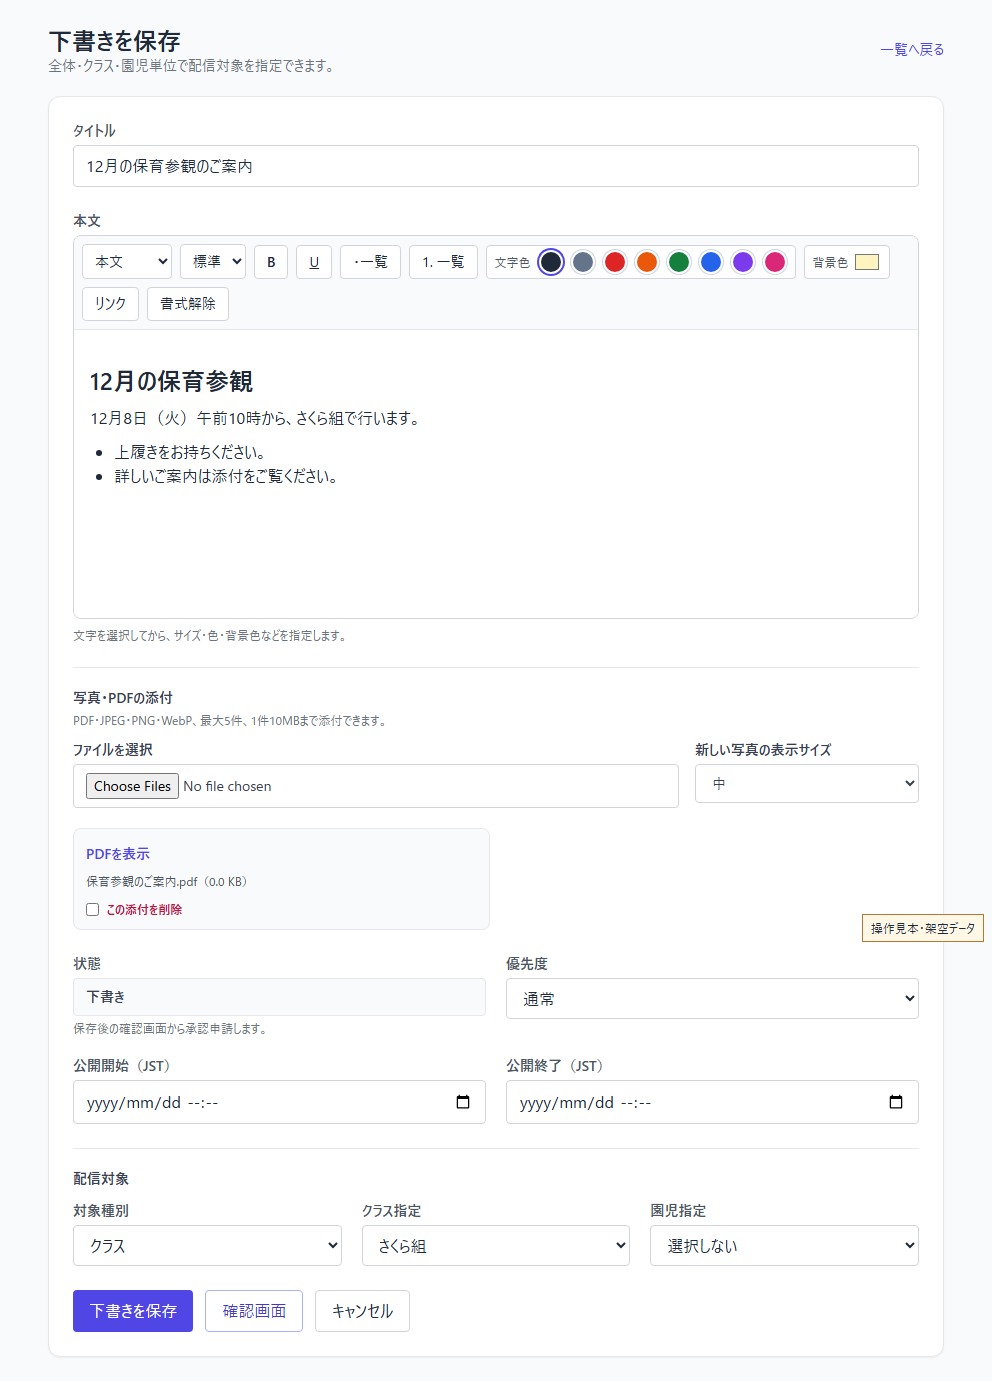 下書きを保存
全体・クラス・園児単位で配信対象を指定できます。
一覧へ戻る
タイトル
12月の保育参観のご案内
本文
本文 標準 B U ・一覧 1. 一覧 文字色 背景色
リンク 書式解除
12月の保育参観
12月8日（火）午前10時から、さくら組で行います。
上履きをお持ちください。
詳しいご案内は添付をご覧ください。
文字を選択してから、サイズ・色・背景色などを指定します。
写真・PDFの添付
PDF・JPEG・PNG・WebP、最大5件、1件10MBまで添付できます。
ファイルを選択 新しい写真の表示サイズ
Choose Files No file chosen 中
PDFを表示
保育参観のご案内.pdf（0.0 KB）
この添付を削除
操作見本・架空データ
状態 優先度
下書き 通常
保存後の確認画面から承認申請します。
公開開始（JST） 公開終了（JST）
yyyy/mm/dd --:-- yyyy/mm/dd --:--
配信対象
対象種別 クラス指定 園児指定
クラス さくら組 選択しない
下書きを保存 確認画面 キャンセル